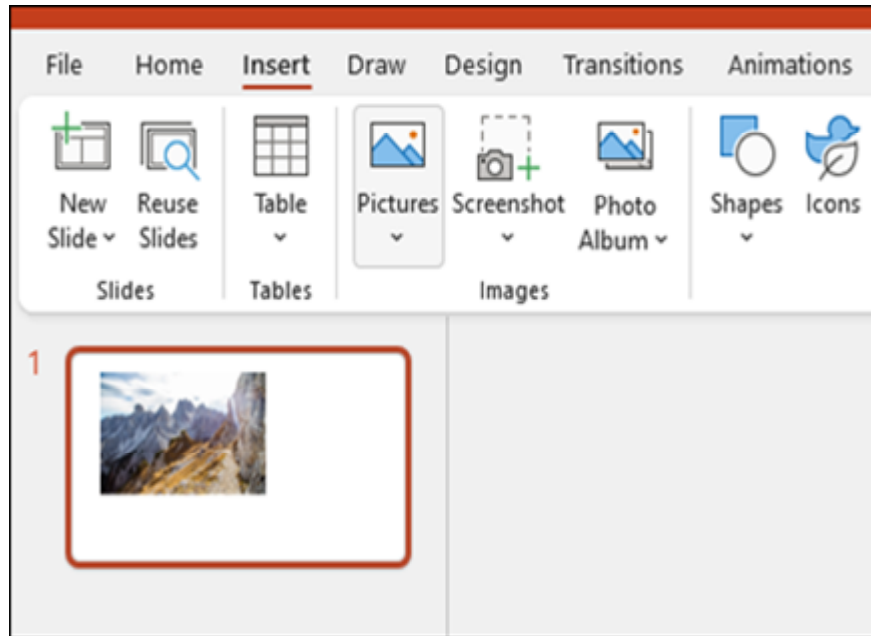 File Home Insert Draw Design Transitions Animations
New Reuse Table Pictures Screenshot Photo Shapes Icons
Slide Slides Album
Slides Tables Images
1